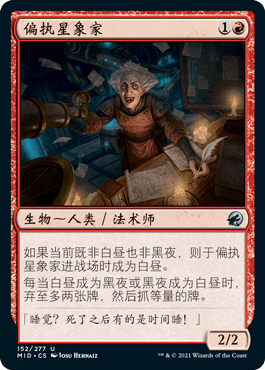 偏执星象家 1
生物～人类／法术师
如果当前既非白昼也非黑夜，则于偏执
星象家进战场时成为白昼。
每当白昼成为黑夜或黑夜成为白昼时，
弃至多两张牌，然后抓等量的牌。
「睡觉？死了之后有的是时间睡！」
2/2
152/277 U
MID • CS Josu Hernaiz
™ & © 2021 Wizards of the Coast